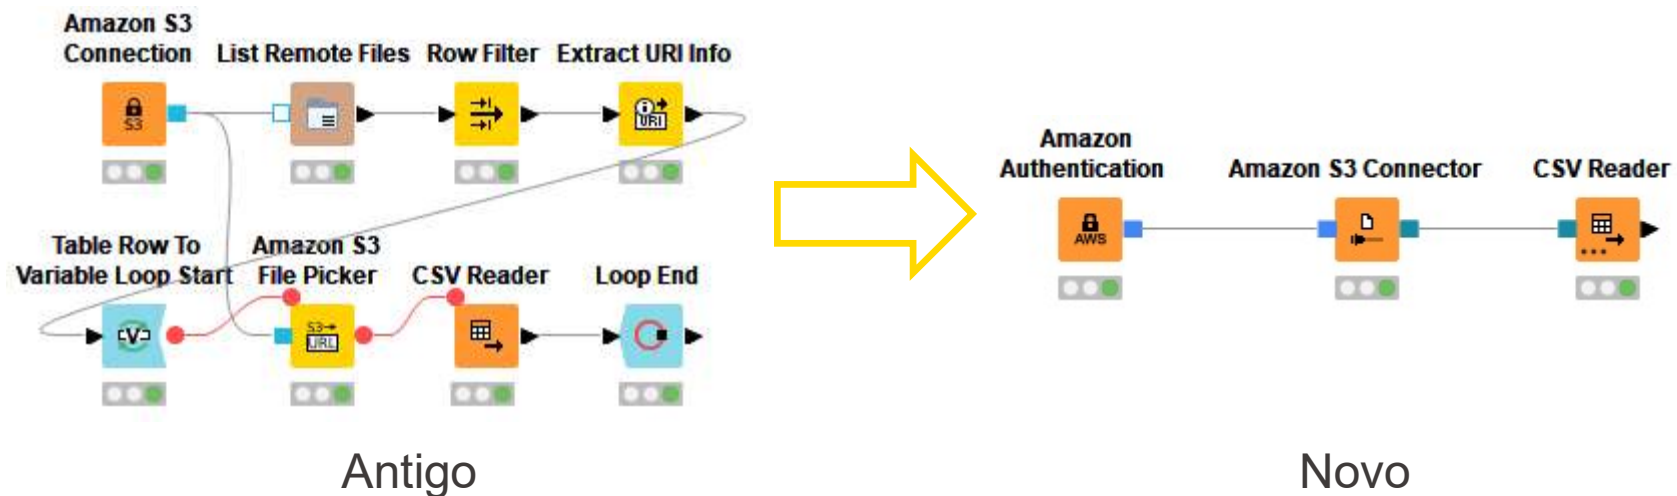 Amazon S3
Connection
List Remote Files
Row Filter
Extract URI Info
S3
URI
Table Row To
Variable Loop Start
Amazon S3
File Picker
CSV Reader
Loop End
V
S3
URL
Antigo
Amazon
Authentication
Amazon S3 Connector
CSV Reader
AWS
Novo